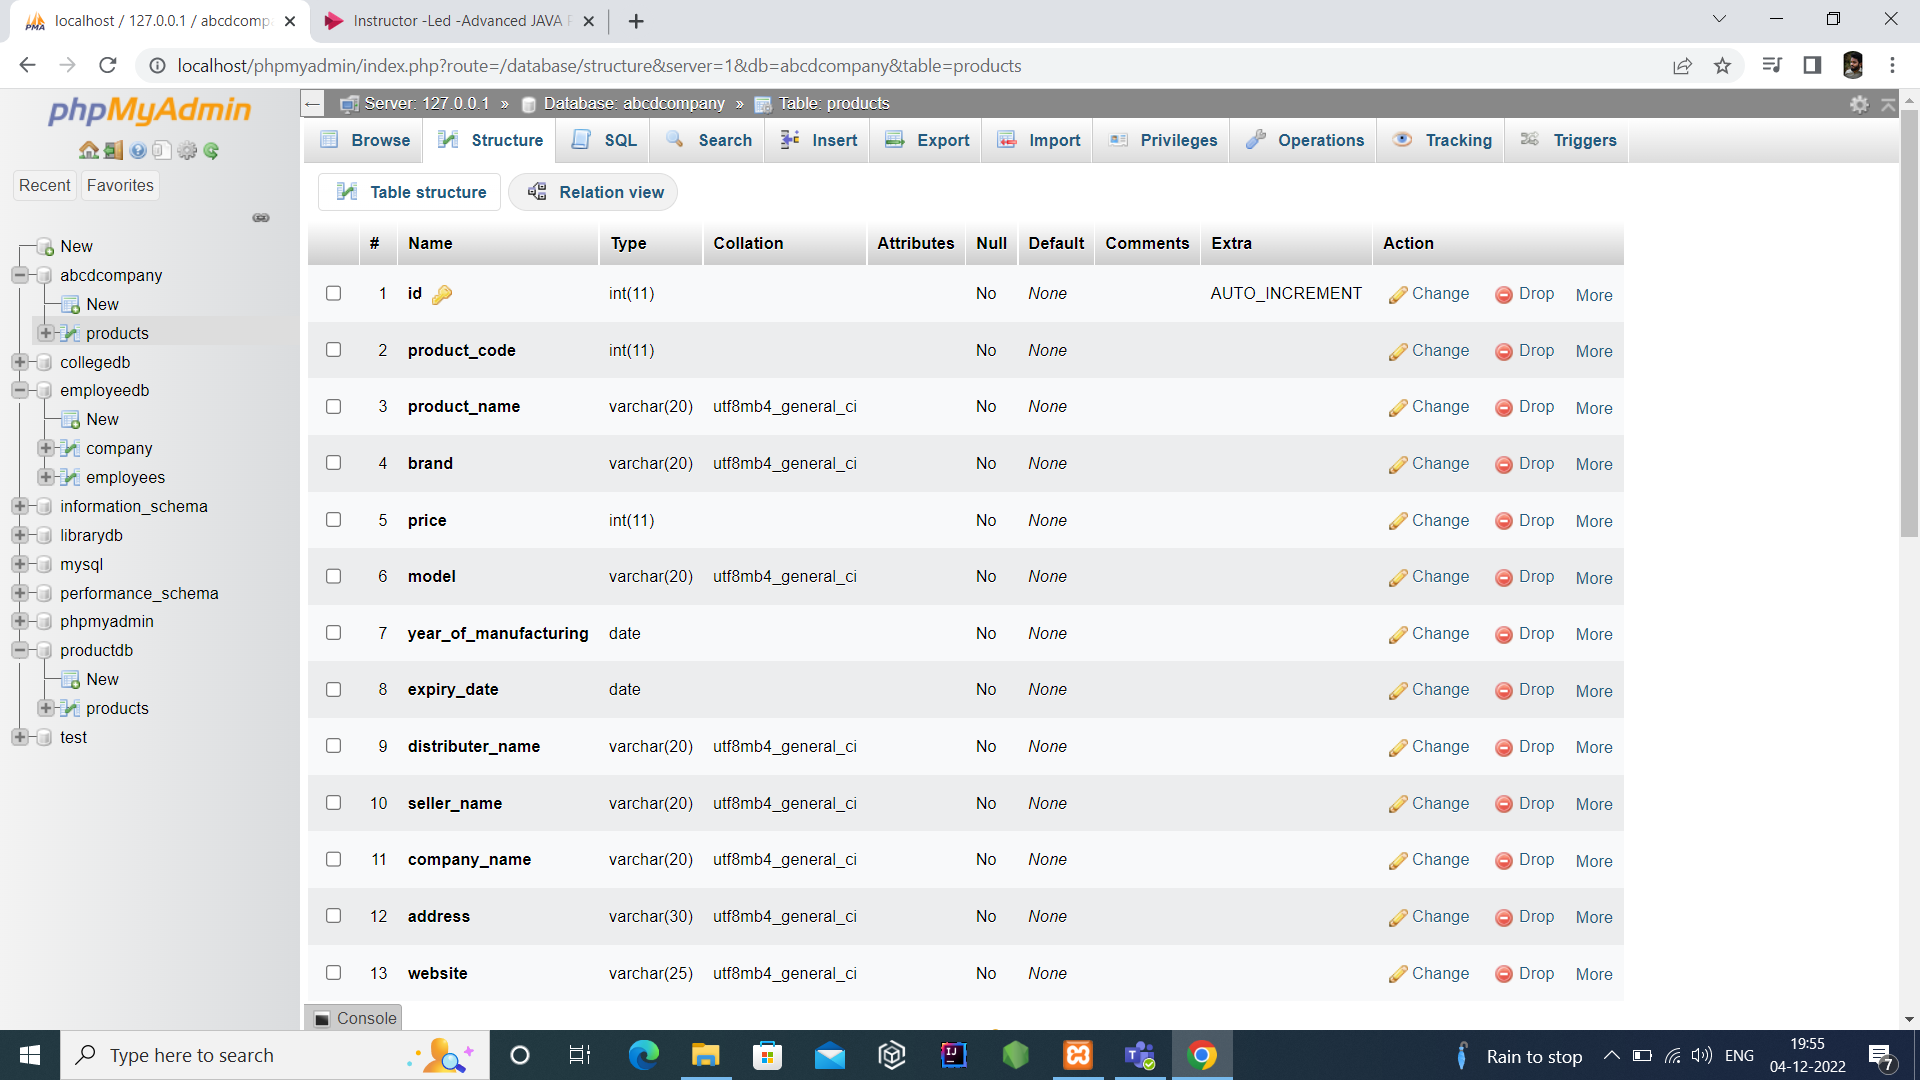 localhost / 127.0.0.1 / abcdcomp
Instructor -Led -Advanced JAVA P
localhost/phpmyadmin/index.php?route=/database/structure&server=1&db=abcdcompany&table=products
phpMyAdmin
Recent Favorites
New
abcdcompany
New
products
collegedb
employeedb
New
company
employees
information_schema
librarydb
mysql
performance_schema
phpmyadmin
productdb
New
products
test
Server: 127.0.0.1 » Database: abcdcompany » Table: products
Browse Structure SQL Search Insert Export Import Privileges Operations Tracking Triggers
Table structure Relation view
# Name Type Collation Attributes Null Default Comments Extra Action
1 id int(11) No None AUTO_INCREMENT Change Drop More
2 product_code int(11) No None Change Drop More
3 product_name varchar(20) utf8mb4_general_ci No None Change Drop More
4 brand varchar(20) utf8mb4_general_ci No None Change Drop More
5 price int(11) No None Change Drop More
6 model varchar(20) utf8mb4_general_ci No None Change Drop More
7 year_of_manufacturing date No None Change Drop More
8 expiry_date date No None Change Drop More
9 distributer_name varchar(20) utf8mb4_general_ci No None Change Drop More
10 seller_name varchar(20) utf8mb4_general_ci No None Change Drop More
11 company_name varchar(20) utf8mb4_general_ci No None Change Drop More
12 address varchar(30) utf8mb4_general_ci No None Change Drop More
13 website varchar(25) utf8mb4_general_ci No None Change Drop More
Console
Type here to search
Rain to stop
ENG
19:55
04-12-2022
7